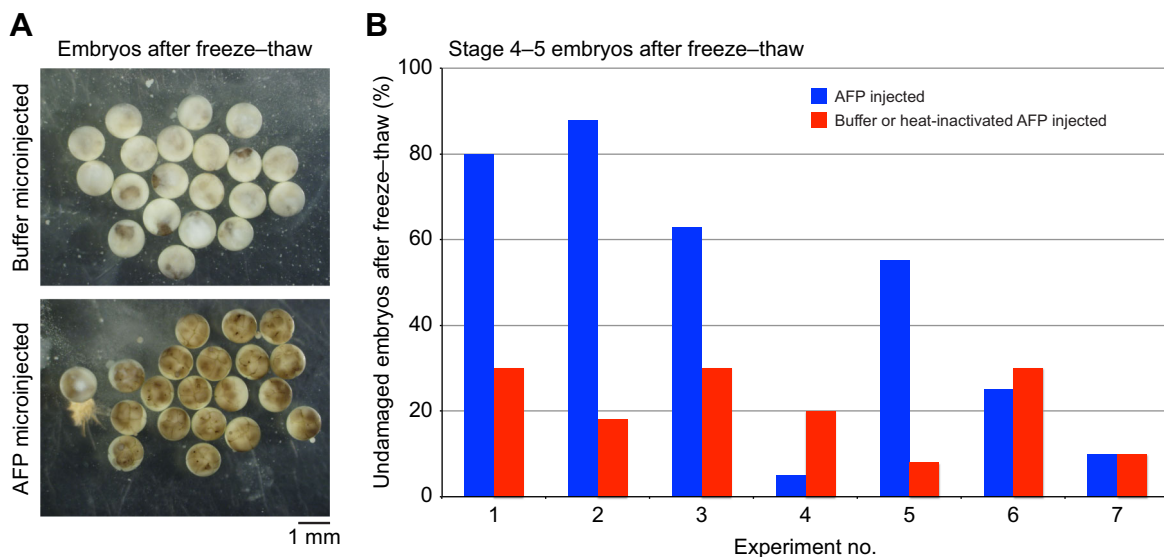 A
Embryos after freeze–thaw
Buffer microinjected
AFP microinjected
1 mm
B
Stage 4–5 embryos after freeze–thaw
Undamaged embryos after freeze–thaw (%)
100
80
60
40
20
0
AFP injected
Buffer or heat-inactivated AFP injected
1 2 3 4 5 6 7
Experiment no.